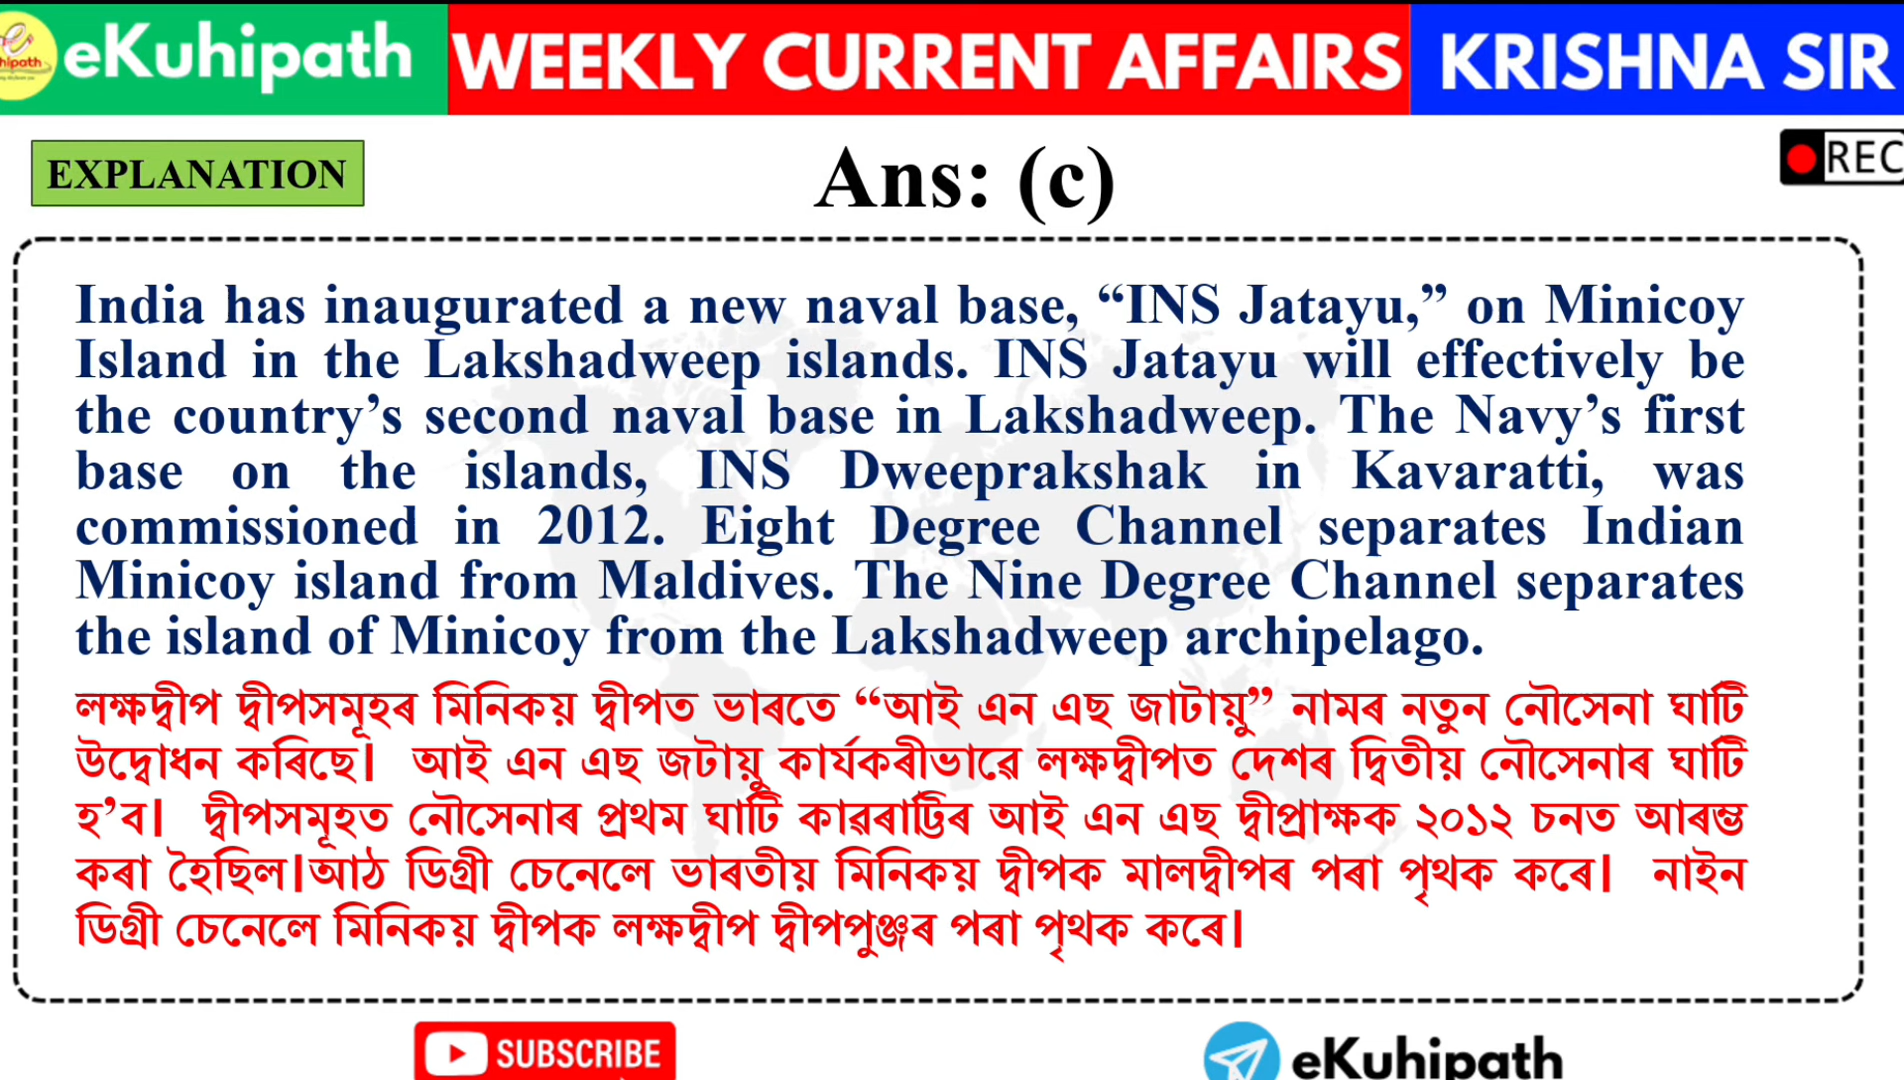 hipath
eKuhipath WEEKLY CURRENT AFFAIRS KRISHNA SIR
EXPLANATION
Ans: (c)
REC
India has inaugurated a new naval base, “INS Jatayu,” on Minicoy
Island in the Lakshadweep islands. INS Jatayu will effectively be
the country’s second naval base in Lakshadweep. The Navy’s first
base on the islands, INS Dweeprakshak in Kavaratti, was
commissioned in 2012. Eight Degree Channel separates Indian
Minicoy island from Maldives. The Nine Degree Channel separates
the island of Minicoy from the Lakshadweep archipelago.
লক্ষদ্বীপ দ্বীপসমূহৰ মিনিকয় দ্বীপত ভাৰতে “আই এন এছ জাটায়ু” নামৰ নতুন নৌসেনা ঘাটি
উদ্বোধন কৰিছে। আই এন এছ জটায়ু কাৰ্যকৰীভাৱে লক্ষদ্বীপত দেশৰ দ্বিতীয় নৌসেনাৰ ঘাটি
হ’ব। দ্বীপসমূহত নৌসেনাৰ প্ৰথম ঘাটি কাৱৰাট্টিৰ আই এন এছ দ্বীপ্ৰাক্ষক ২০১২ চনত আৰম্ভ
কৰা হৈছিল।আঠ ডিগ্ৰী চেনেলে ভাৰতীয় মিনিকয় দ্বীপক মালদ্বীপৰ পৰা পৃথক কৰে। নাইন
ডিগ্ৰী চেনেলে মিনিকয় দ্বীপক লক্ষদ্বীপ দ্বীপপুঞ্জৰ পৰা পৃথক কৰে।
SUBSCRIBE
eKuhipath